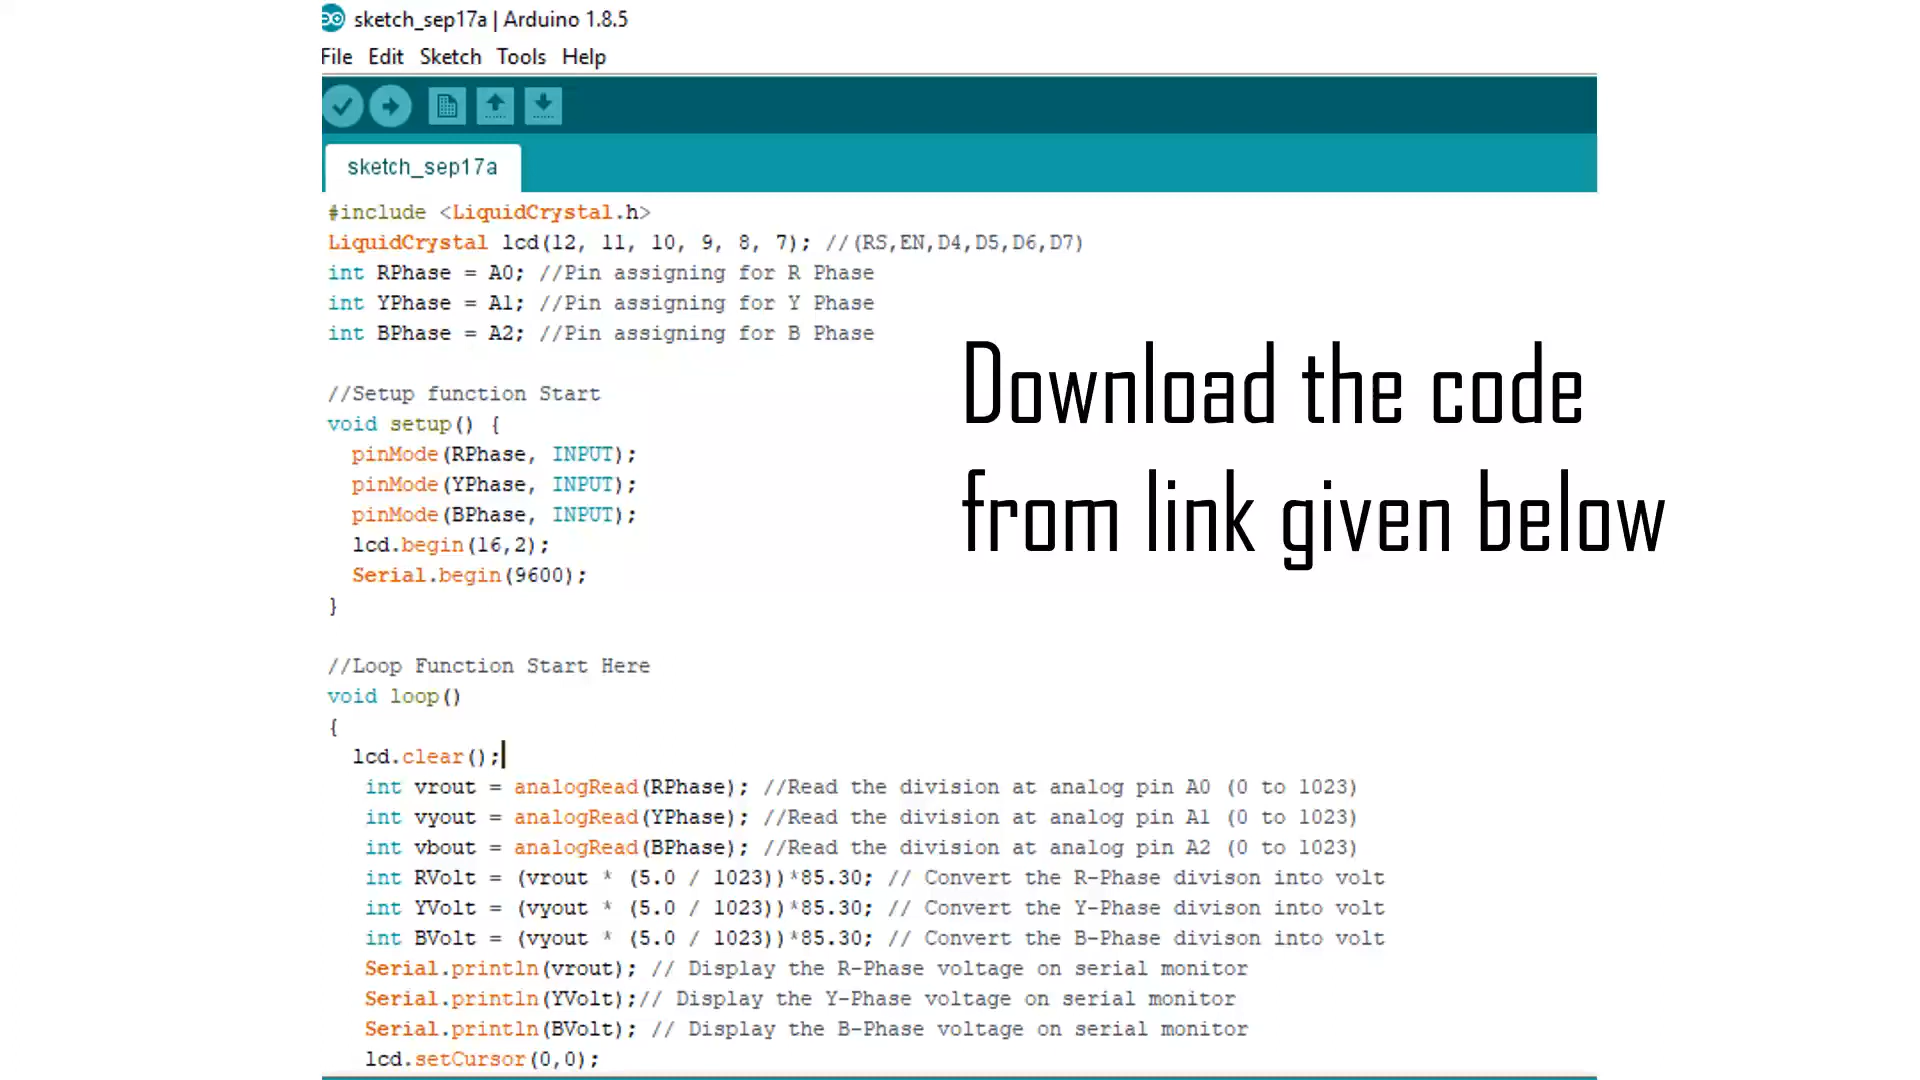 sketch_sep17a | Arduino 1.8.5
File Edit Sketch Tools Help
sketch_sep17a
#include <LiquidCrystal.h>
LiquidCrystal lcd(12, 11, 10, 9, 8, 7); //(RS,EN,D4,D5,D6,D7)
int RPhase = A0; //Pin assigning for R Phase
int YPhase = A1; //Pin assigning for Y Phase
int BPhase = A2; //Pin assigning for B Phase
//Setup function Start
void setup() {
pinMode(RPhase, INPUT);
pinMode(YPhase, INPUT);
pinMode(BPhase, INPUT);
lcd.begin(16,2);
Serial.begin(9600);
}
//Loop Function Start Here
void loop()
{
lcd.clear();
int vrout = analogRead(RPhase); //Read the division at analog pin A0 (0 to 1023)
int vyout = analogRead(YPhase); //Read the division at analog pin A1 (0 to 1023)
int vbout = analogRead(BPhase); //Read the division at analog pin A2 (0 to 1023)
int RVolt = (vrout * (5.0 / 1023))*85.30; // Convert the R-Phase divison into volt
int YVolt = (vyout * (5.0 / 1023))*85.30; // Convert the Y-Phase divison into volt
int BVolt = (vyout * (5.0 / 1023))*85.30; // Convert the B-Phase divison into volt
Serial.println(vrout); // Display the R-Phase voltage on serial monitor
Serial.println(YVolt);// Display the Y-Phase voltage on serial monitor
Serial.println(BVolt); // Display the B-Phase voltage on serial monitor
lcd.setCursor(0,0);
Download the code
from link given below